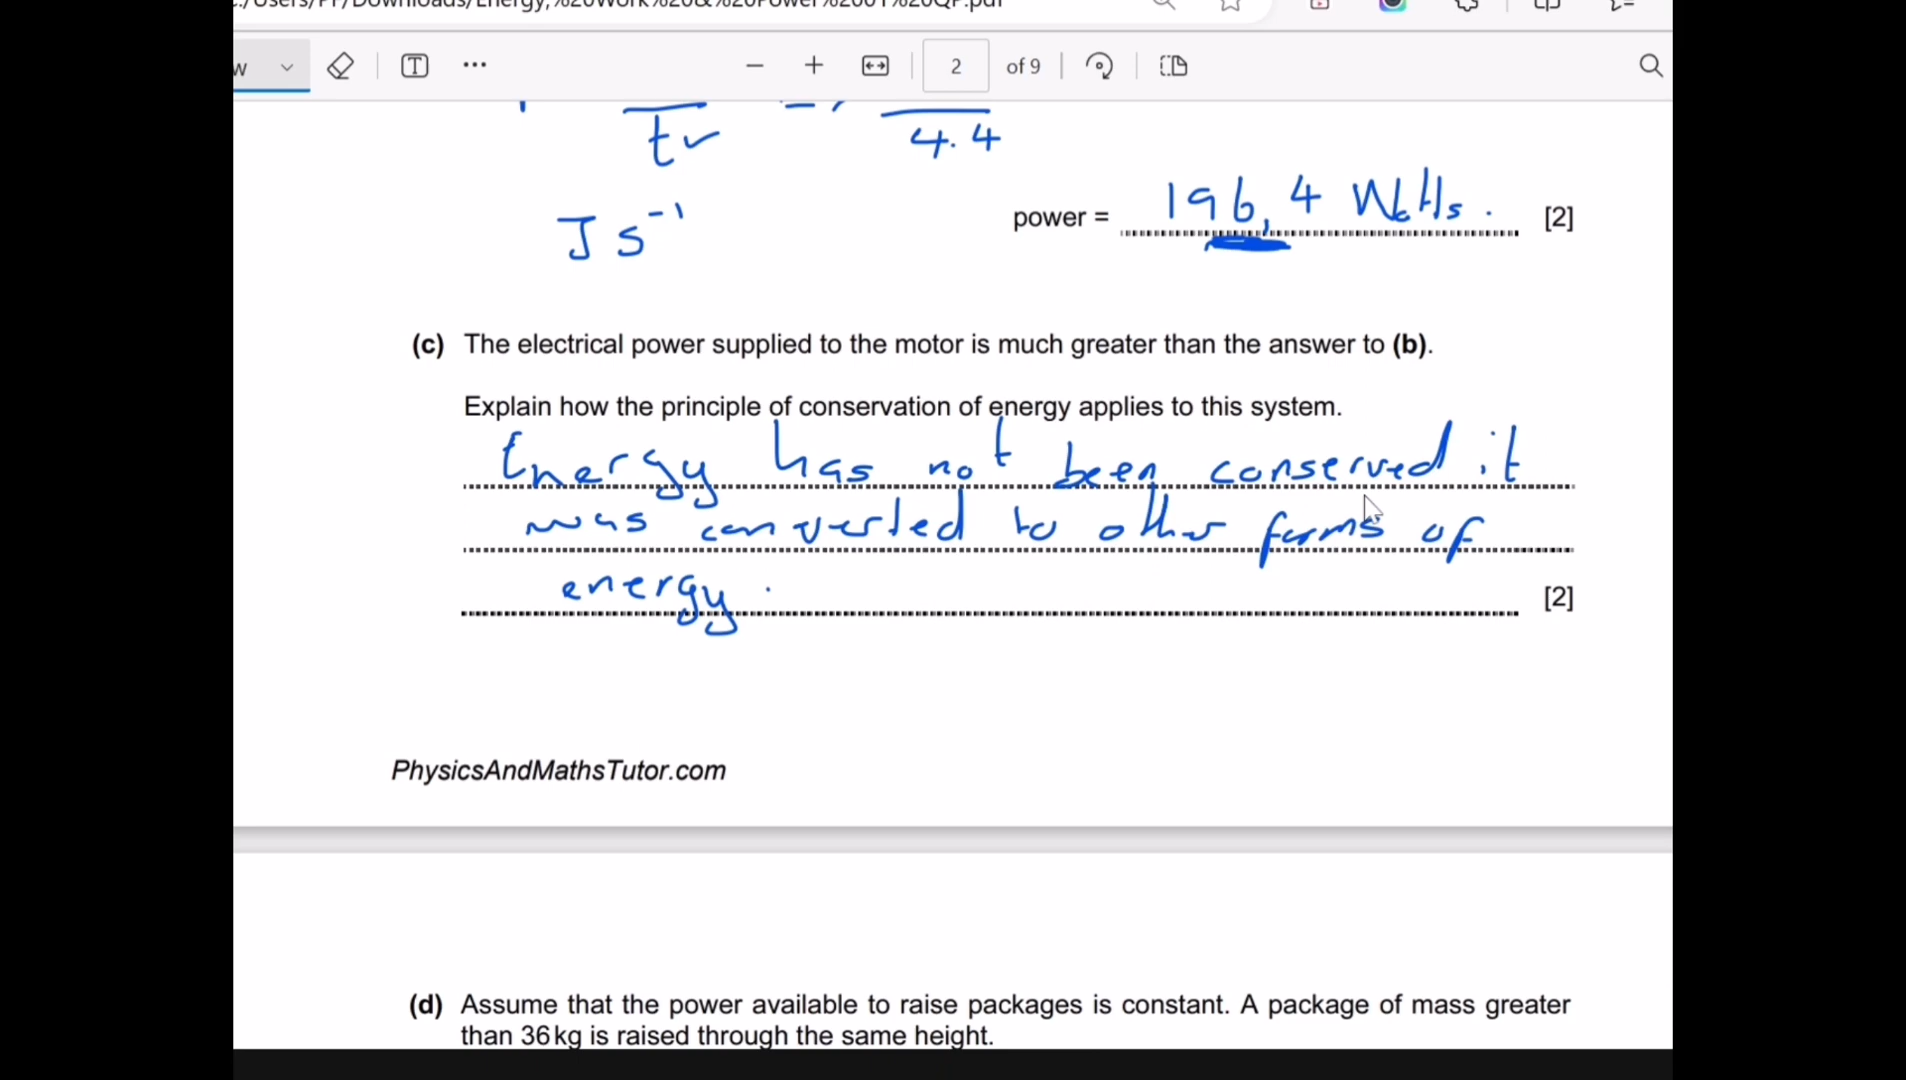 2 of 9
tr
4.4
J s⁻¹
power = 196,4 Watts. [2]
(c) The electrical power supplied to the motor is much greater than the answer to (b).
Explain how the principle of conservation of energy applies to this system.
Energy has not been conserved it
was converted to other forms of
energy. [2]
PhysicsAndMathsTutor.com
(d) Assume that the power available to raise packages is constant. A package of mass greater
than 36 kg is raised through the same height.